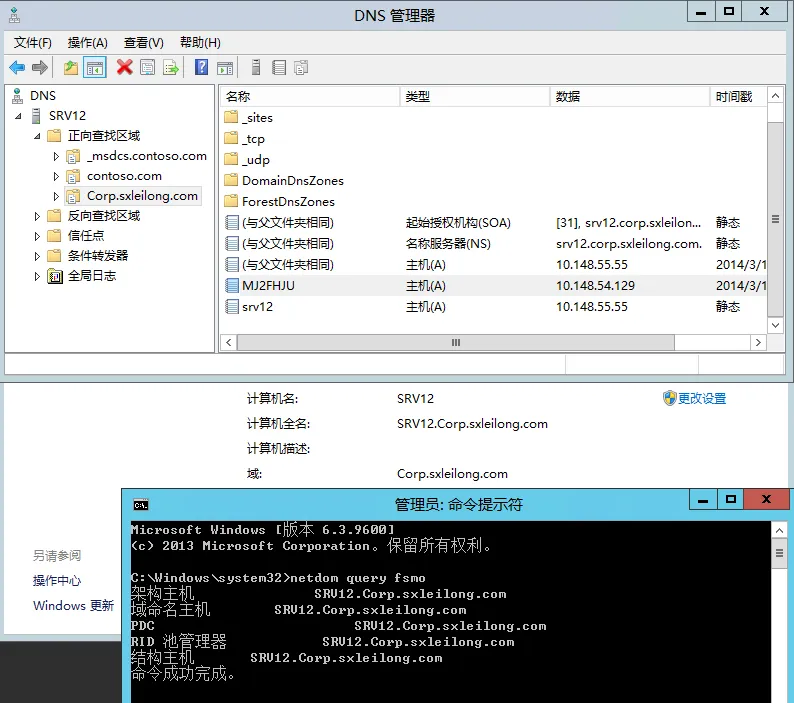 DNS 管理器
文件(F) 操作(A) 查看(V) 帮助(H)
DNS
SRV12
正向查找区域
_msdcs.contoso.com
contoso.com
Corp.sxleilong.com
反向查找区域
信任点
条件转发器
全局日志
名称 类型 数据 时间戳
_sites
_tcp
_udp
DomainDnsZones
ForestDnsZones
(与父文件夹相同) 起始授权机构(SOA) [31], srv12.corp.sxleilon... 静态
(与父文件夹相同) 名称服务器(NS) srv12.corp.sxleilong.com. 静态
(与父文件夹相同) 主机(A) 10.148.55.55 2014/3/1
MJ2FHJU 主机(A) 10.148.54.129 2014/3/1
srv12 主机(A) 10.148.55.55 静态
计算机名: SRV12 更改设置
计算机全名: SRV12.Corp.sxleilong.com
计算机描述:
域: Corp.sxleilong.com
另请参阅
操作中心
Windows 更新
管理员: 命令提示符
Microsoft Windows [版本 6.3.9600]
(c) 2013 Microsoft Corporation。保留所有权利。
C:\Windows\system32>netdom query fsmo
架构主机 SRV12.Corp.sxleilong.com
域命名主机 SRV12.Corp.sxleilong.com
PDC SRV12.Corp.sxleilong.com
RID 池管理器 SRV12.Corp.sxleilong.com
结构主机 SRV12.Corp.sxleilong.com
命令成功完成。